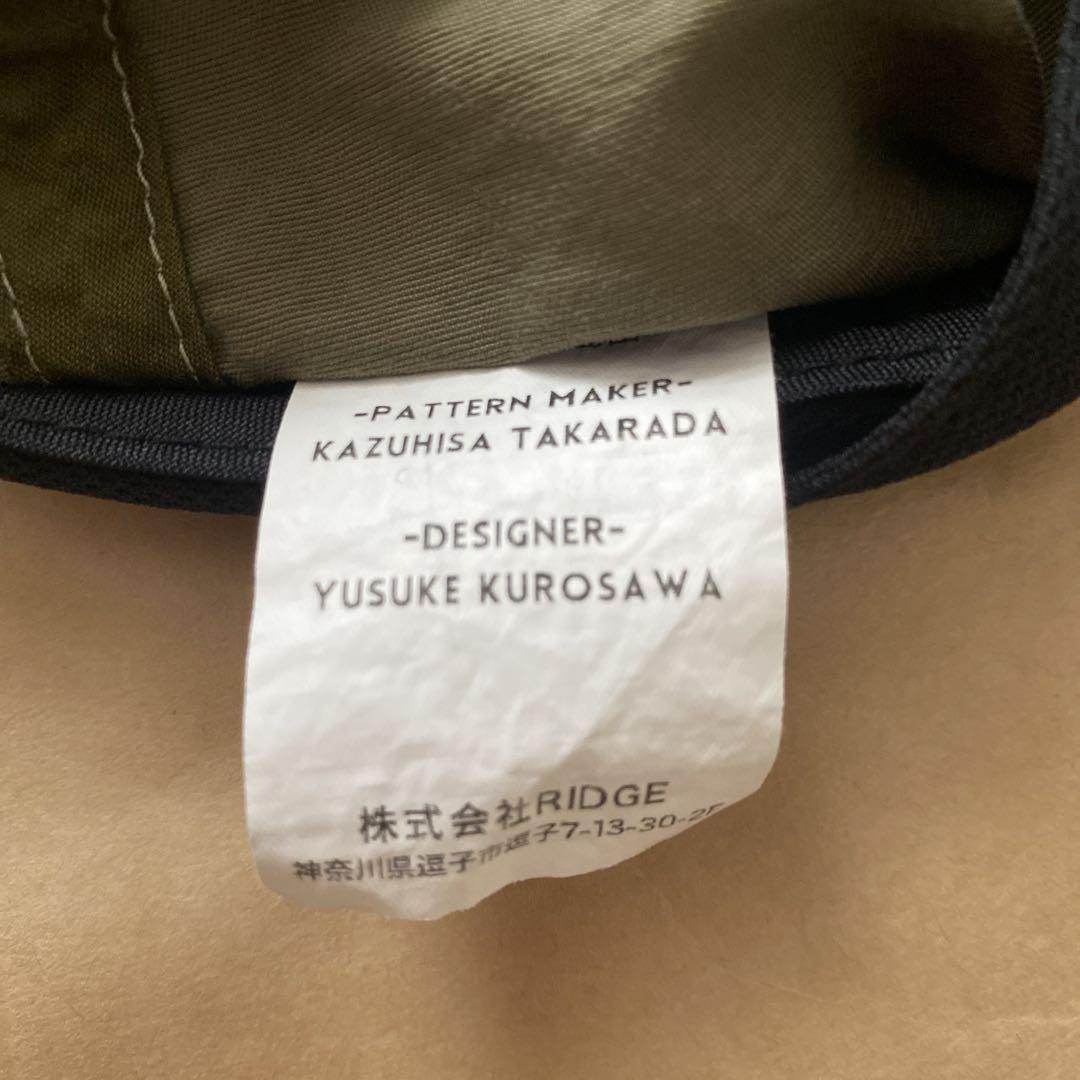 -PATTERN MAKER-
KAZUHISA TAKARADA
-DESIGNER-
YUSUKE KUROSAWA
株式会社RIDGE
神奈川県逗子市逗子7-13-30-2F